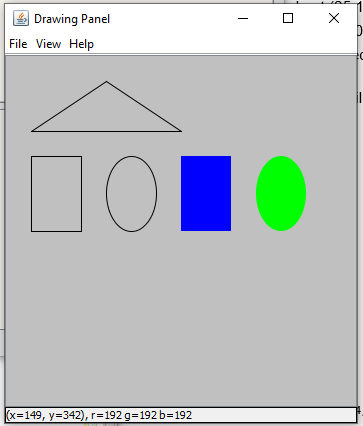 Drawing Panel
File View Help
(x=149, y=342), r=192 g=192 b=192